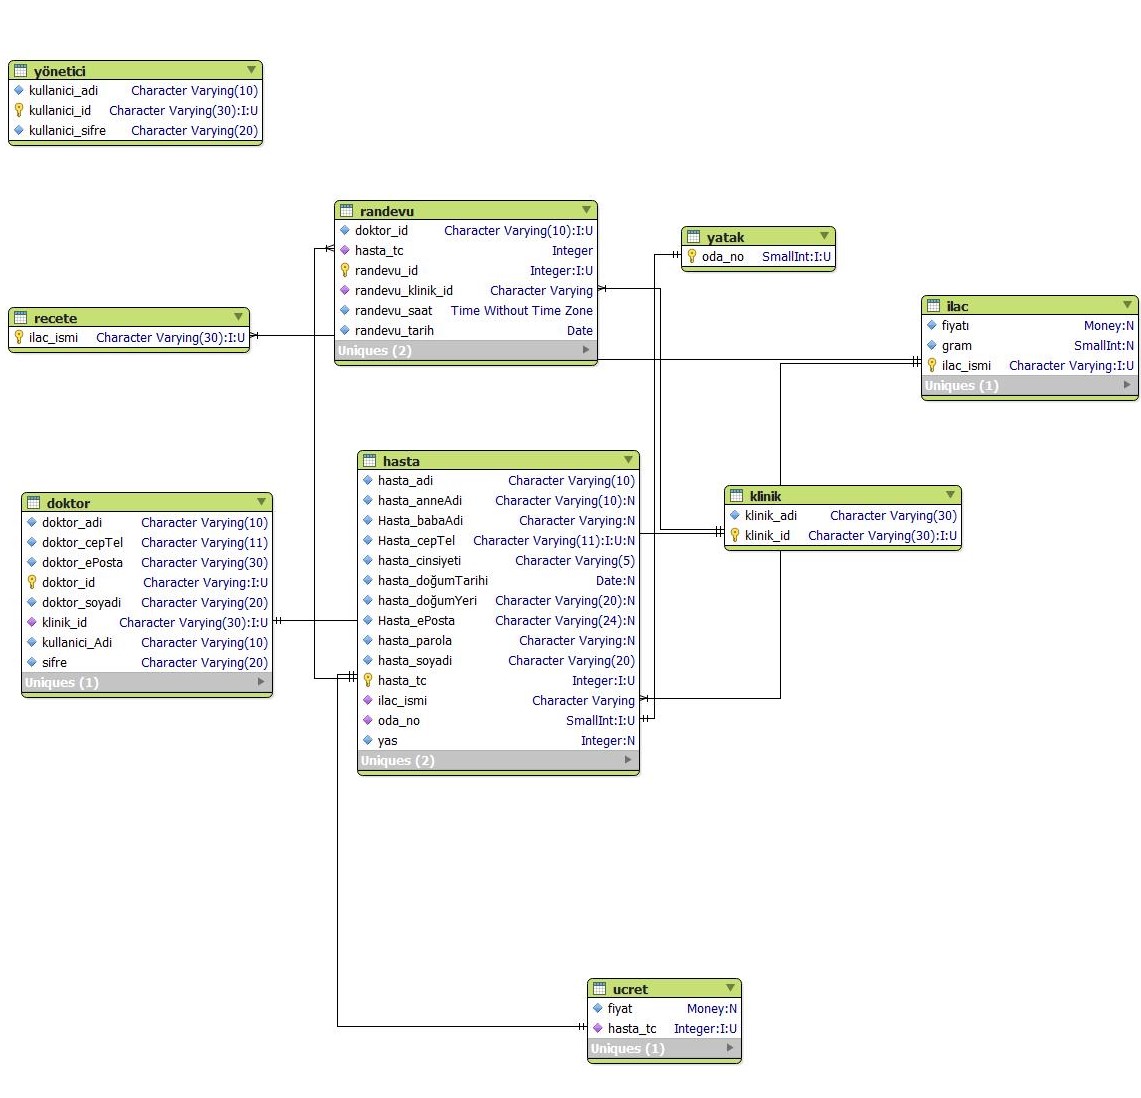 yönetici
kullanici_adi Character Varying(10)
kullanici_id Character Varying(30):I:U
kullanici_sifre Character Varying(20)
randevu
doktor_id Character Varying(10):I:U
hasta_tc Integer
randevu_id Integer:I:U
randevu_klinik_id Character Varying
randevu_saat Time Without Time Zone
randevu_tarih Date
Uniques (2)
yatak
oda_no SmallInt:I:U
recete
ilac_ismi Character Varying(30):I:U
ilac
fiyatı Money:N
gram SmallInt:N
ilac_ismi Character Varying:I:U
Uniques (1)
doktor
doktor_adi Character Varying(10)
doktor_cepTel Character Varying(11)
doktor_ePosta Character Varying(30)
doktor_id Character Varying:I:U
doktor_soyadi Character Varying(20)
klinik_id Character Varying(30):I:U
kullanici_Adi Character Varying(10)
sifre Character Varying(20)
Uniques (1)
hasta
hasta_adi Character Varying(10)
hasta_anneAdi Character Varying(10):N
Hasta_babaAdi Character Varying:N
Hasta_cepTel Character Varying(11):I:U:N
hasta_cinsiyeti Character Varying(5)
hasta_doğumTarihi Date:N
hasta_doğumYeri Character Varying(20):N
Hasta_ePosta Character Varying(24):N
hasta_parola Character Varying:N
hasta_soyadi Character Varying(20)
hasta_tc Integer:I:U
ilac_ismi Character Varying
oda_no SmallInt:I:U
yas Integer:N
Uniques (2)
klinik
klinik_adi Character Varying(30)
klinik_id Character Varying(30):I:U
ucret
fiyat Money:N
hasta_tc Integer:I:U
Uniques (1)